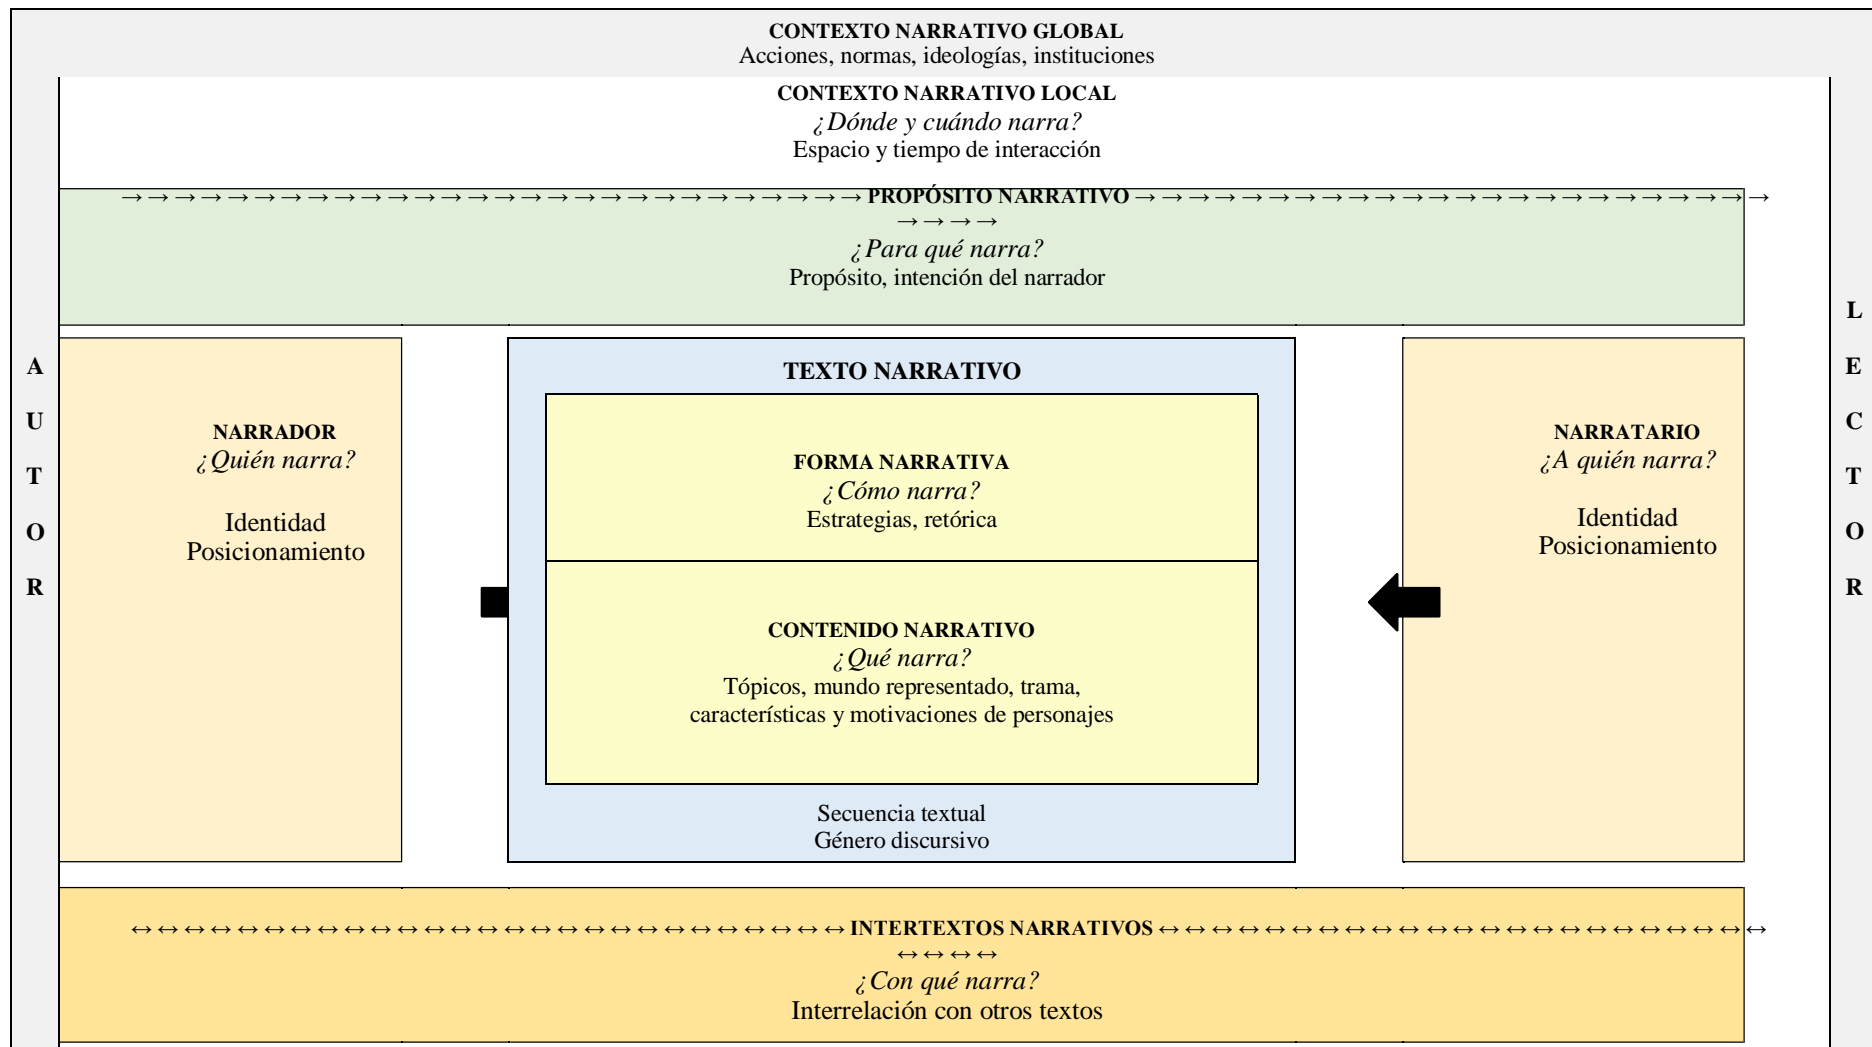 CONTEXTO NARRATIVO GLOBAL
Acciones, normas, ideologías, instituciones
CONTEXTO NARRATIVO LOCAL
¿Dónde y cuándo narra?
Espacio y tiempo de interacción
→→→→→→→→→→→→→→→→→→→→→→→→→→→→ PROPÓSITO NARRATIVO →→→→→→→→→→→→→→→→→→→→→→→→
→→→→
¿Para qué narra?
Propósito, intención del narrador
A
U
T
O
R
NARRADOR
¿Quién narra?
Identidad
Posicionamiento
TEXTO NARRATIVO
FORMA NARRATIVA
¿Cómo narra?
Estrategias, retórica
CONTENIDO NARRATIVO
¿Qué narra?
Tópicos, mundo representado, trama,
características y motivaciones de personajes
Secuencia textual
Género discursivo
NARRATARIO
¿A quién narra?
Identidad
Posicionamiento
L
E
C
T
O
R
↔↔↔↔↔↔↔↔↔↔↔↔↔↔↔↔↔↔↔↔↔↔↔↔↔↔↔ INTERTEXTOS NARRATIVOS ↔↔↔↔↔↔↔↔↔↔↔↔↔↔↔↔↔↔↔↔↔↔↔
↔↔↔↔
¿Con qué narra?
Interrelación con otros textos